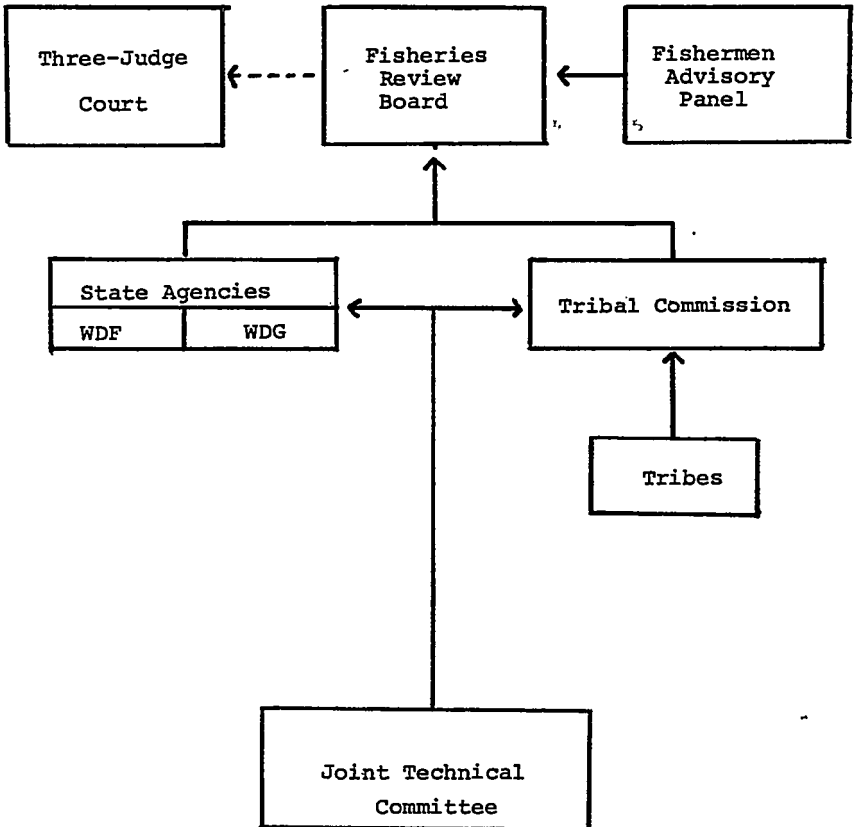 Three-Judge
Court
Fisheries
Review
Board
Fishermen
Advisory
Panel
State Agencies
WDF
WDG
Tribal Commission
Tribes
Joint Technical
Committee